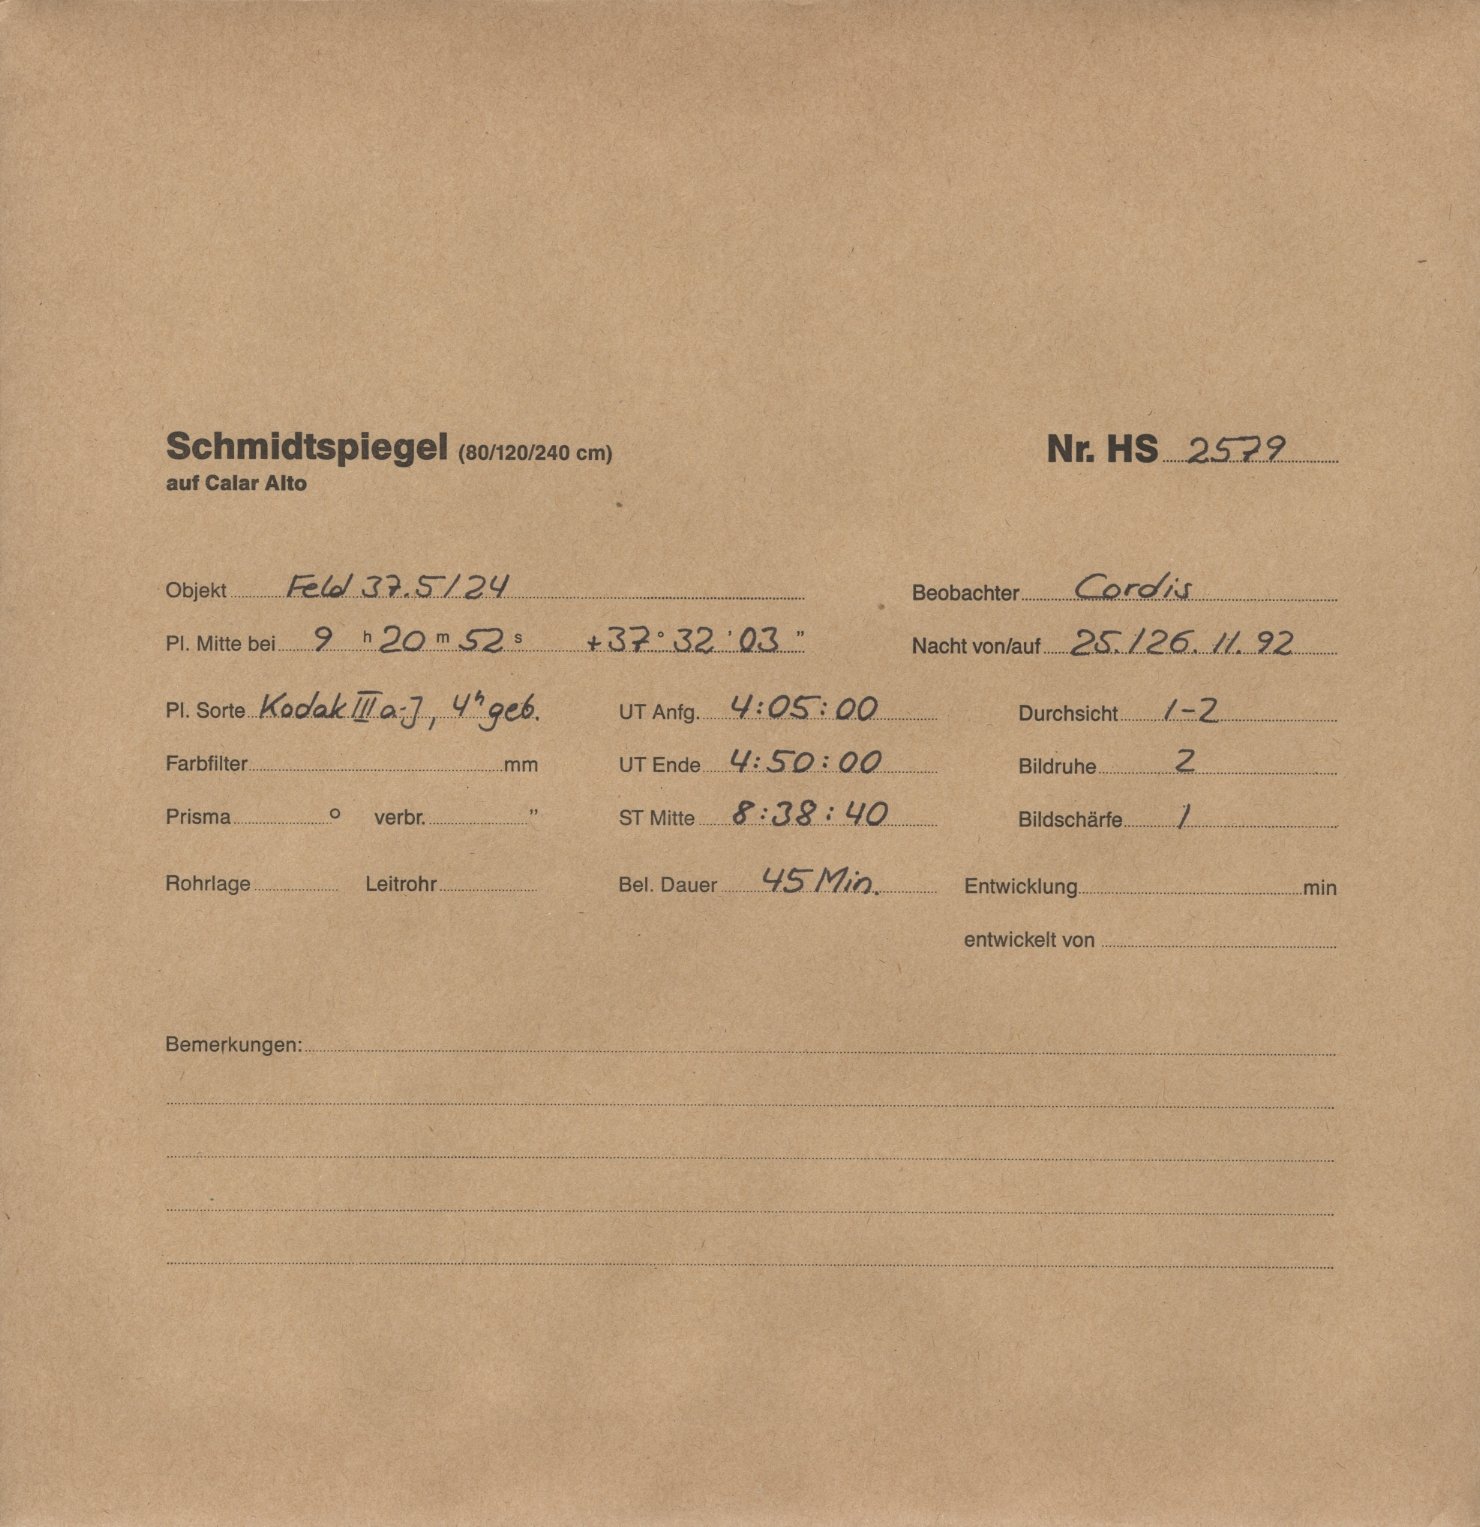 Schmidtspiegel (80/120/240 cm) Nr. HS 2579
auf Calar Alto
Objekt Feld 37.5/24 Beobachter Cordis
Pl. Mitte bei 9 h 20 m 52 s +37° 32 ' 03 " Nacht von/auf 25./26. 11. 92
Pl. Sorte Kodak III a-J, 4h geb. UT Anfg. 4:05:00 Durchsicht 1-2
Farbfilter mm UT Ende 4:50:00 Bildruhe 2
Prisma ° verbr. " ST Mitte 8:38:40 Bildschärfe 1
Rohrlage Leitrohr Bel. Dauer 45 Min. Entwicklung min
entwickelt von
Bemerkungen: